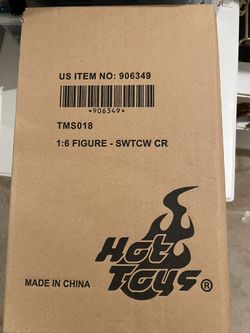 US ITEM NO: 906349
*906349*
TMS018
1:6 FIGURE - SWTCW CR
Hot
Toys®
MADE IN CHINA